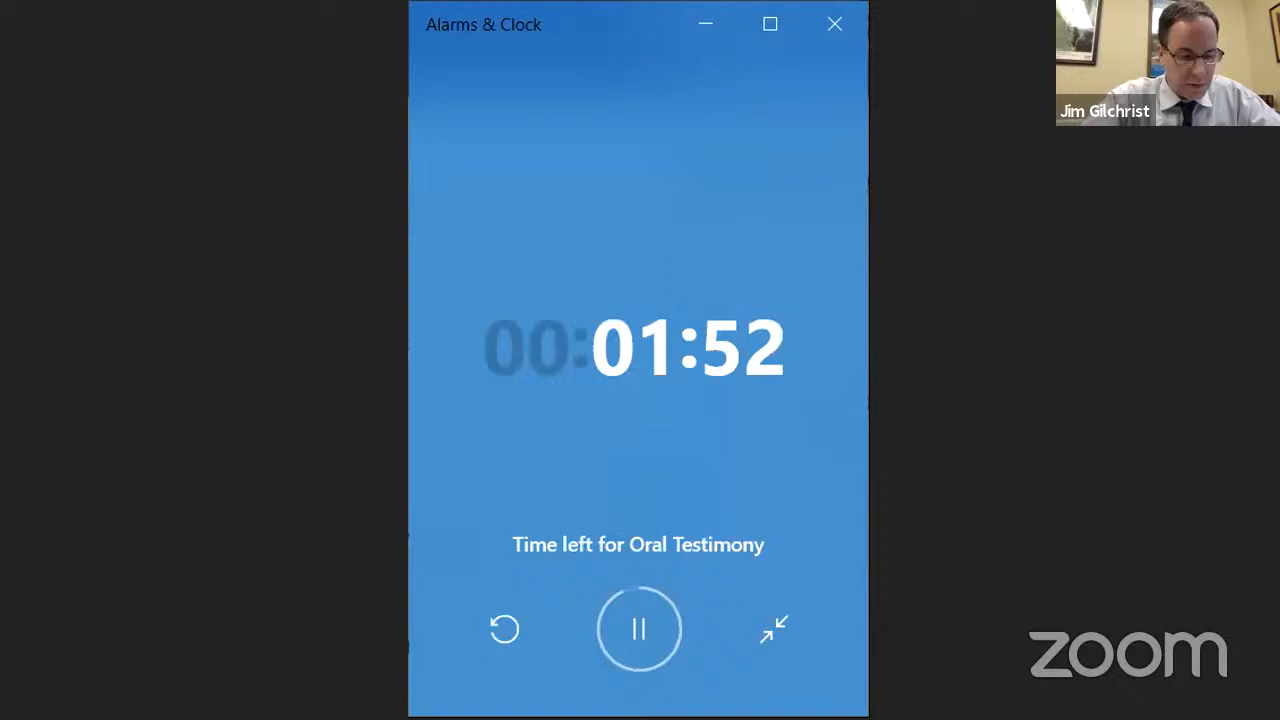 Alarms & Clock
Jim Gilchrist
00:01:52
Time left for Oral Testimony
zoom